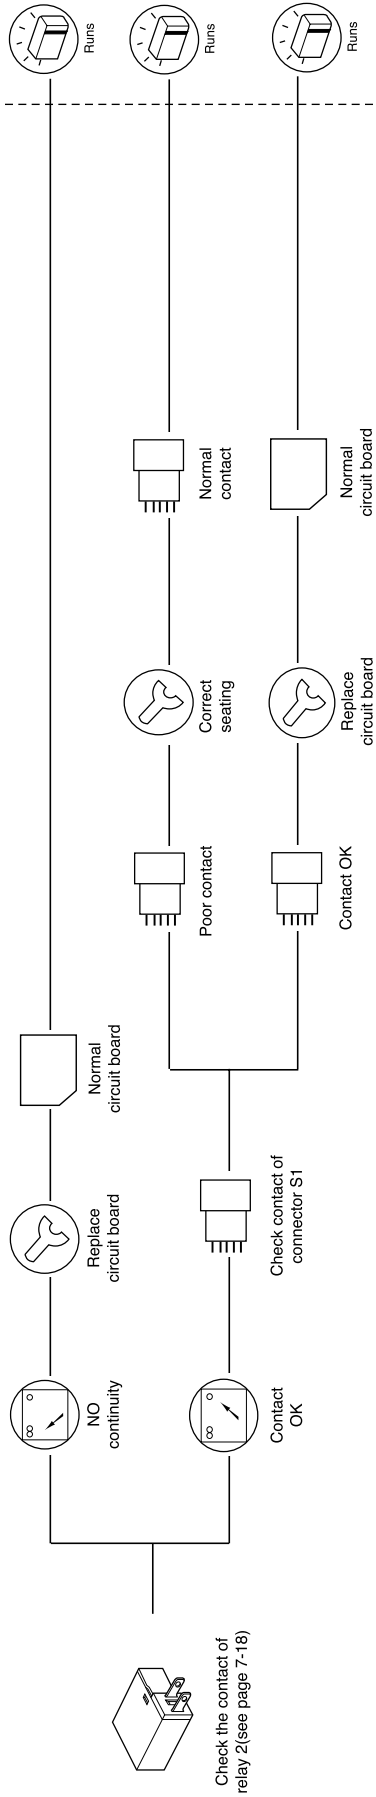 Check the contact of
relay 2(see page 7-18)
NO
continuity
Replace
circuit board
Normal
circuit board
Runs
Contact
OK
Check contact of
connector S1
Poor contact
Correct
seating
Normal
contact
Runs
Contact OK
Replace
circuit board
Normal
circuit board
Runs